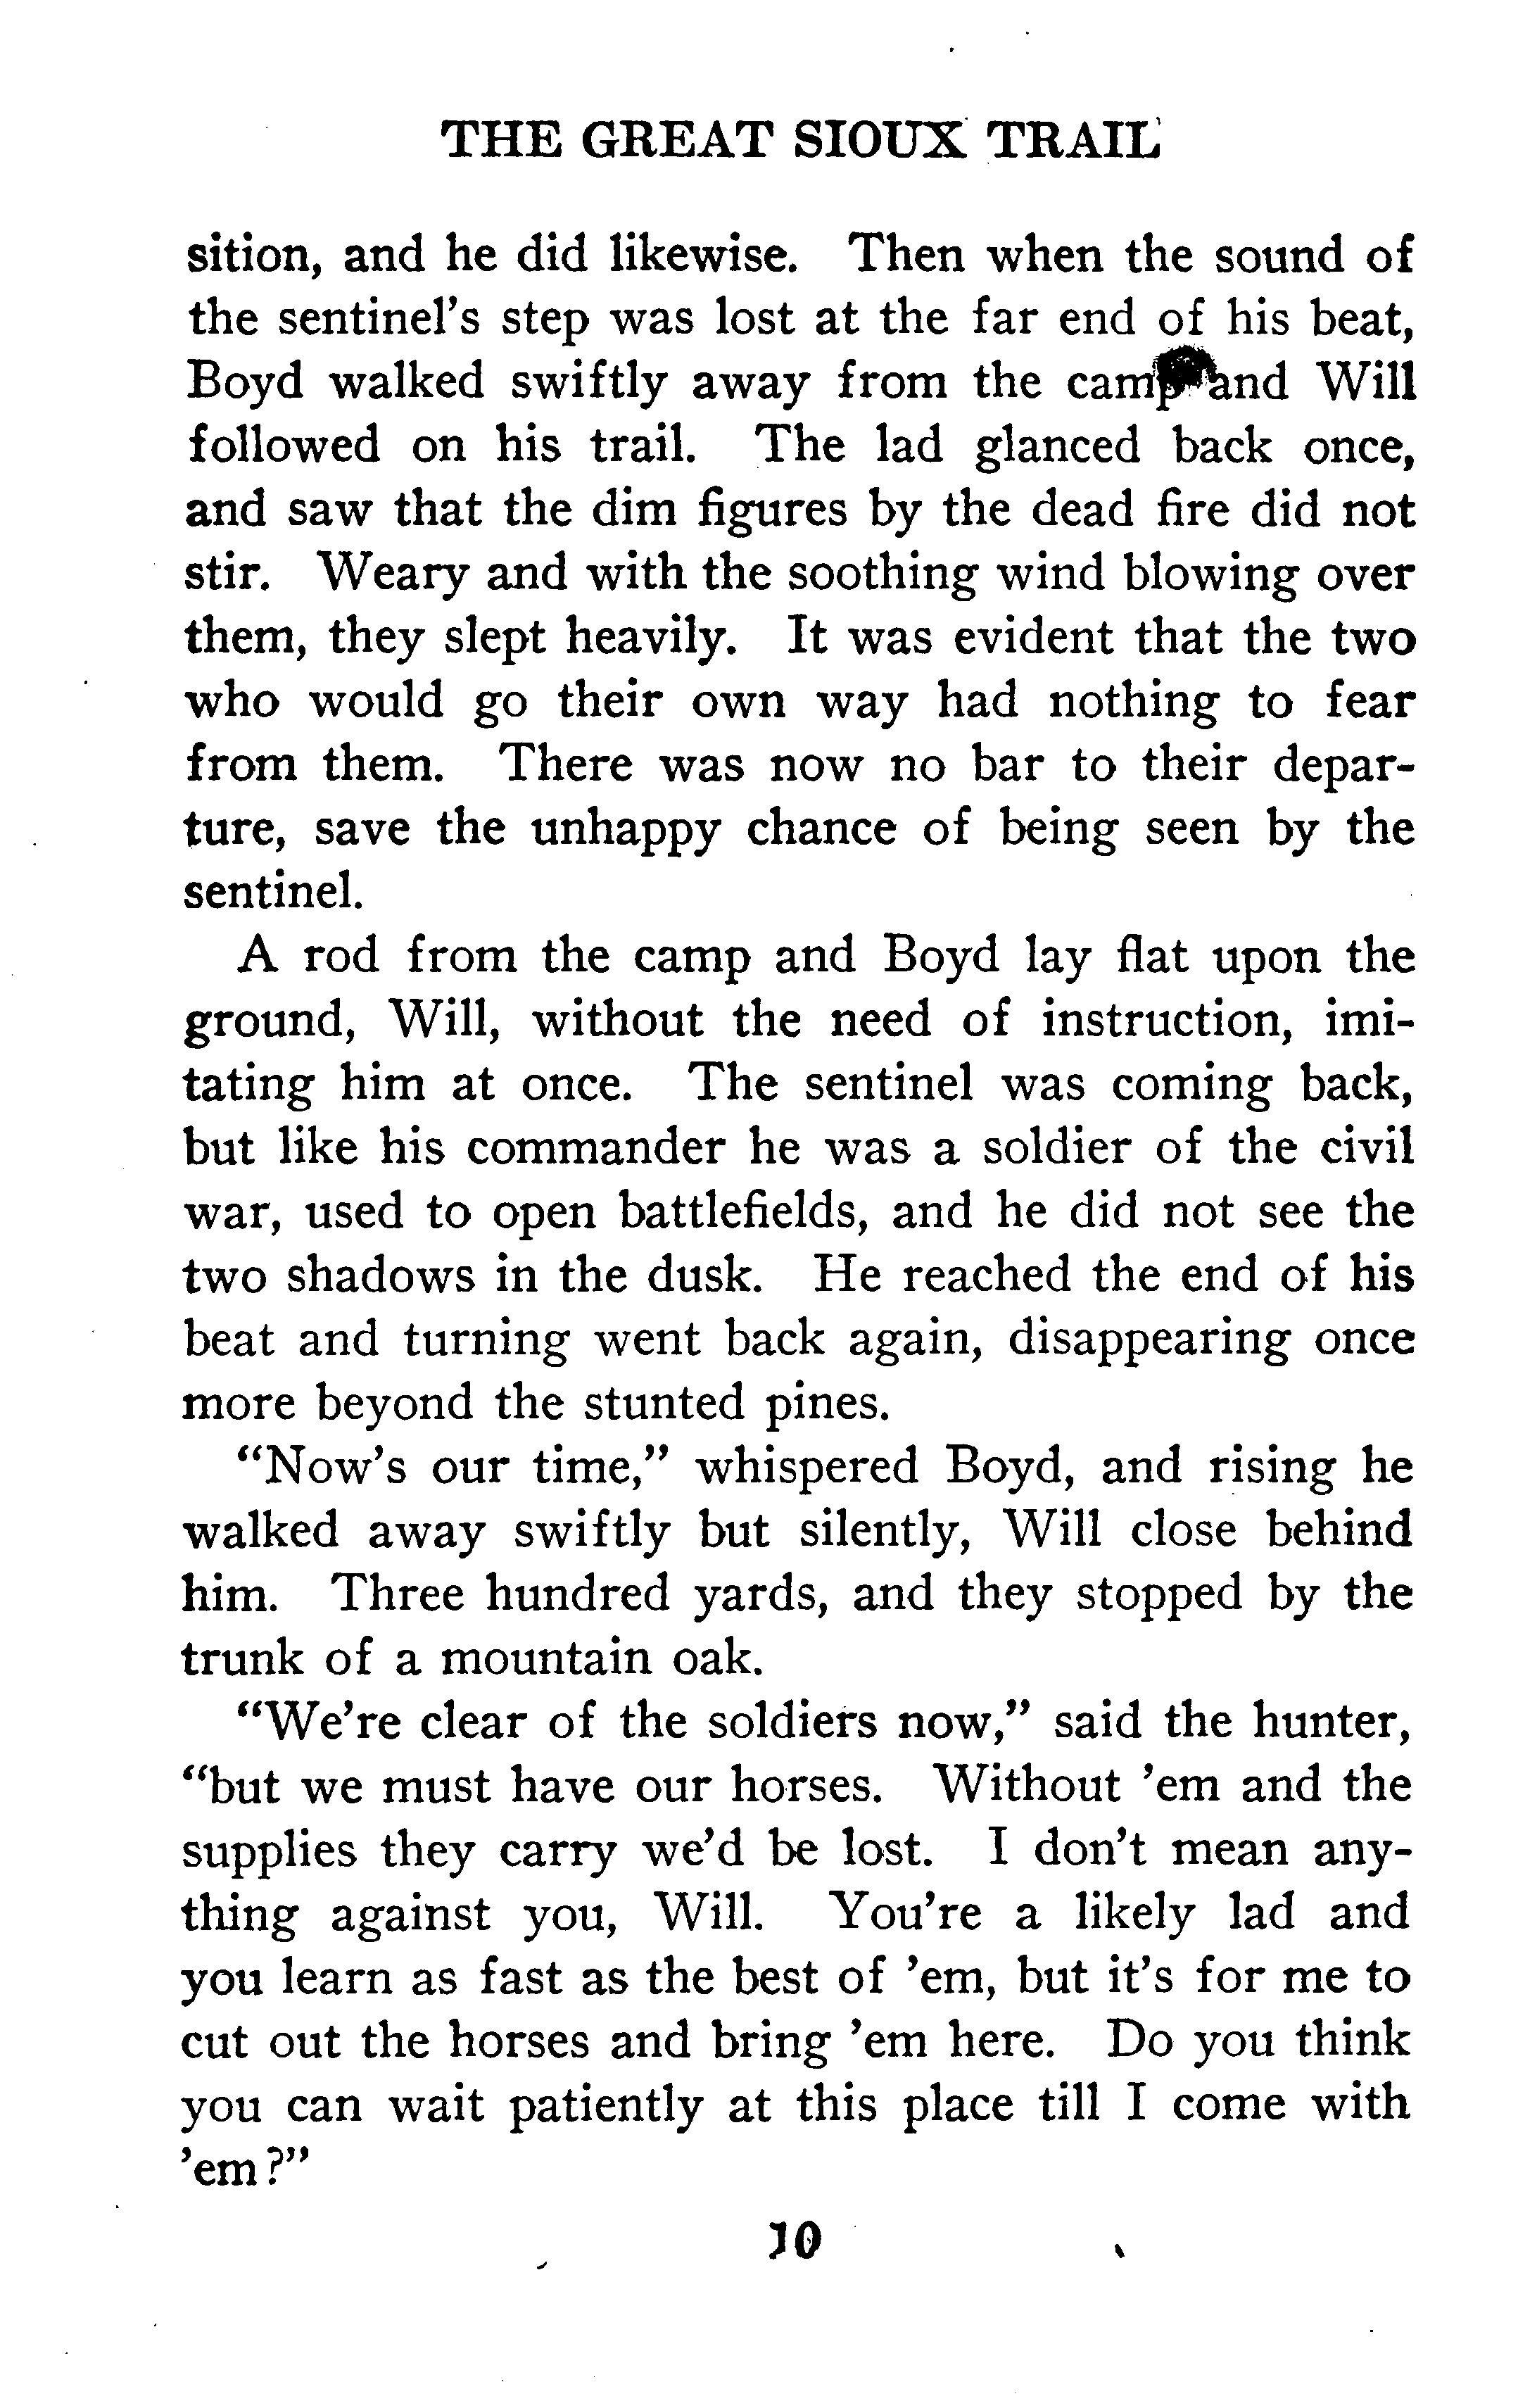 THE GREAT SIOUX TRAIL
sition, and he did likewise. Then when the sound of
the sentinel's step was lost at the far end of his beat,
Boyd walked swiftly away from the camp and Will
followed on his trail. The lad glanced back once,
and saw that the dim figures by the dead fire did not
stir. Weary and with the soothing wind blowing over
them, they slept heavily. It was evident that the two
who would go their own way had nothing to fear
from them. There was now no bar to their depar-
ture, save the unhappy chance of being seen by the
sentinel.
A rod from the camp and Boyd lay flat upon the
ground, Will, without the need of instruction, imi-
tating him at once. The sentinel was coming back,
but like his commander he was a soldier of the civil
war, used to open battlefields, and he did not see the
two shadows in the dusk. He reached the end of his
beat and turning went back again, disappearing once
more beyond the stunted pines.
"Now's our time," whispered Boyd, and rising he
walked away swiftly but silently, Will close behind
him. Three hundred yards, and they stopped by the
trunk of a mountain oak.
"We're clear of the soldiers now," said the hunter,
"but we must have our horses. Without 'em and the
supplies they carry we'd be lost. I don't mean any-
thing against you, Will. You're a likely lad and
you learn as fast as the best of 'em, but it's for me to
cut out the horses and bring 'em here. Do you think
you can wait patiently at this place till I come with
'em?"
10